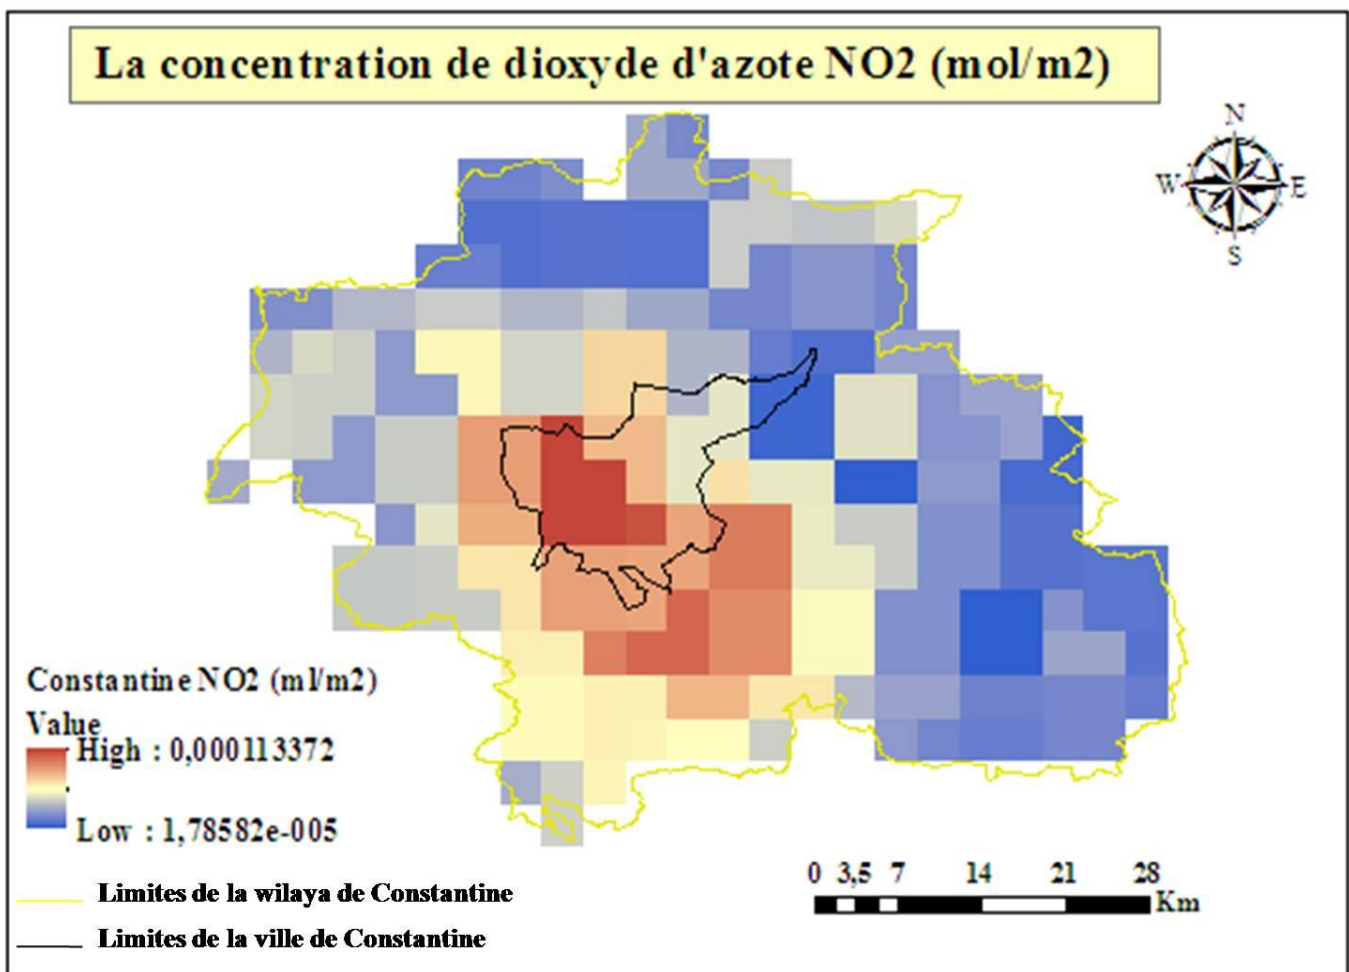 La concentration de dioxyde d'azote NO2 (mol/m2)
N
W
E
S
Constantine NO2 (ml/m2)
Value
High : 0,000113372
Low : 1,78582e-005
Limites de la wilaya de Constantine
Limites de la ville de Constantine
0 3,5 7 14 21 28
Km